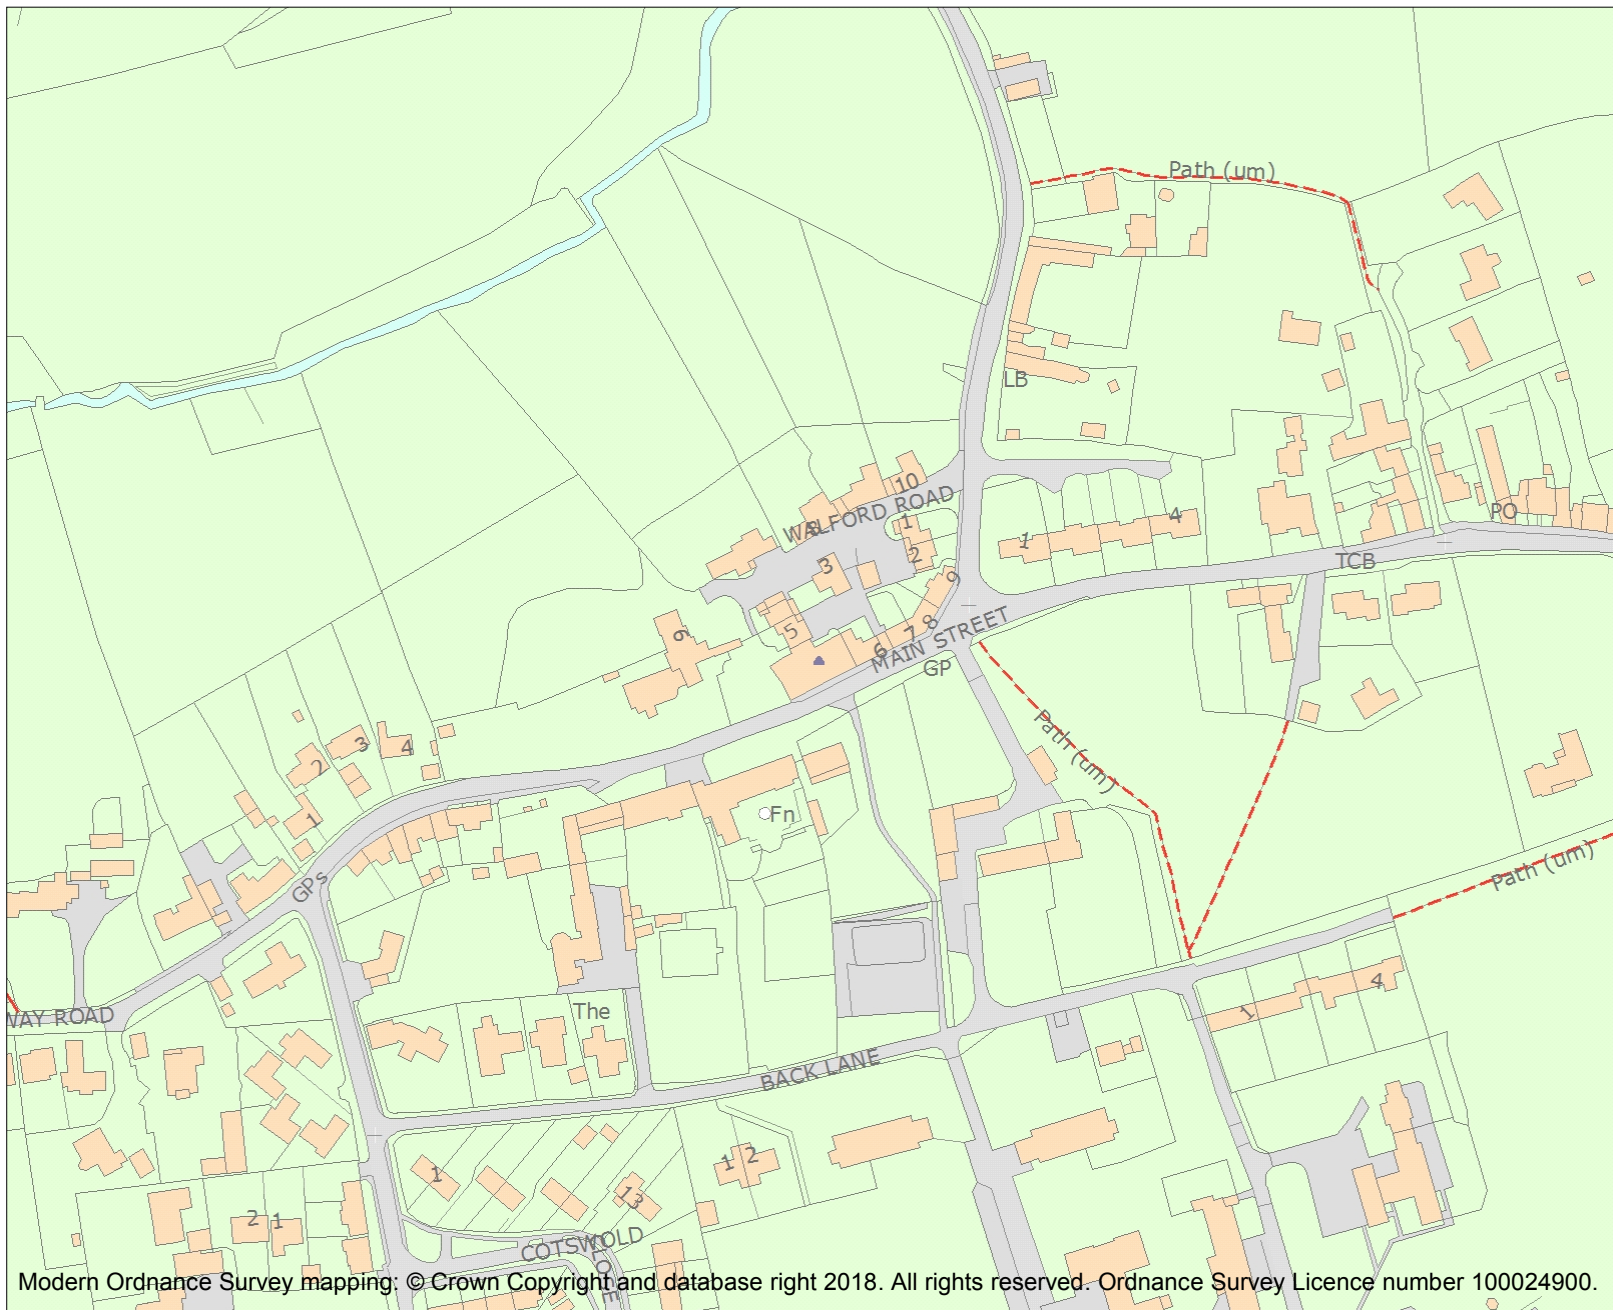 Path (um)
LB
10
WALFORD ROAD
8
1
2
3
4
1
PO
TCB
9
5
6
8
7
6
MAIN STREET
GP
Path (um)
3
4
2
1
Fn
GPs
Path (um)
4
1
The
WAY ROAD
BACK LANE
1
1
2
13
2
1
COTSWOLD
Modern Ordnance Survey mapping: © Crown Copyright and database right 2018. All rights reserved. Ordnance Survey Licence number 100024900.